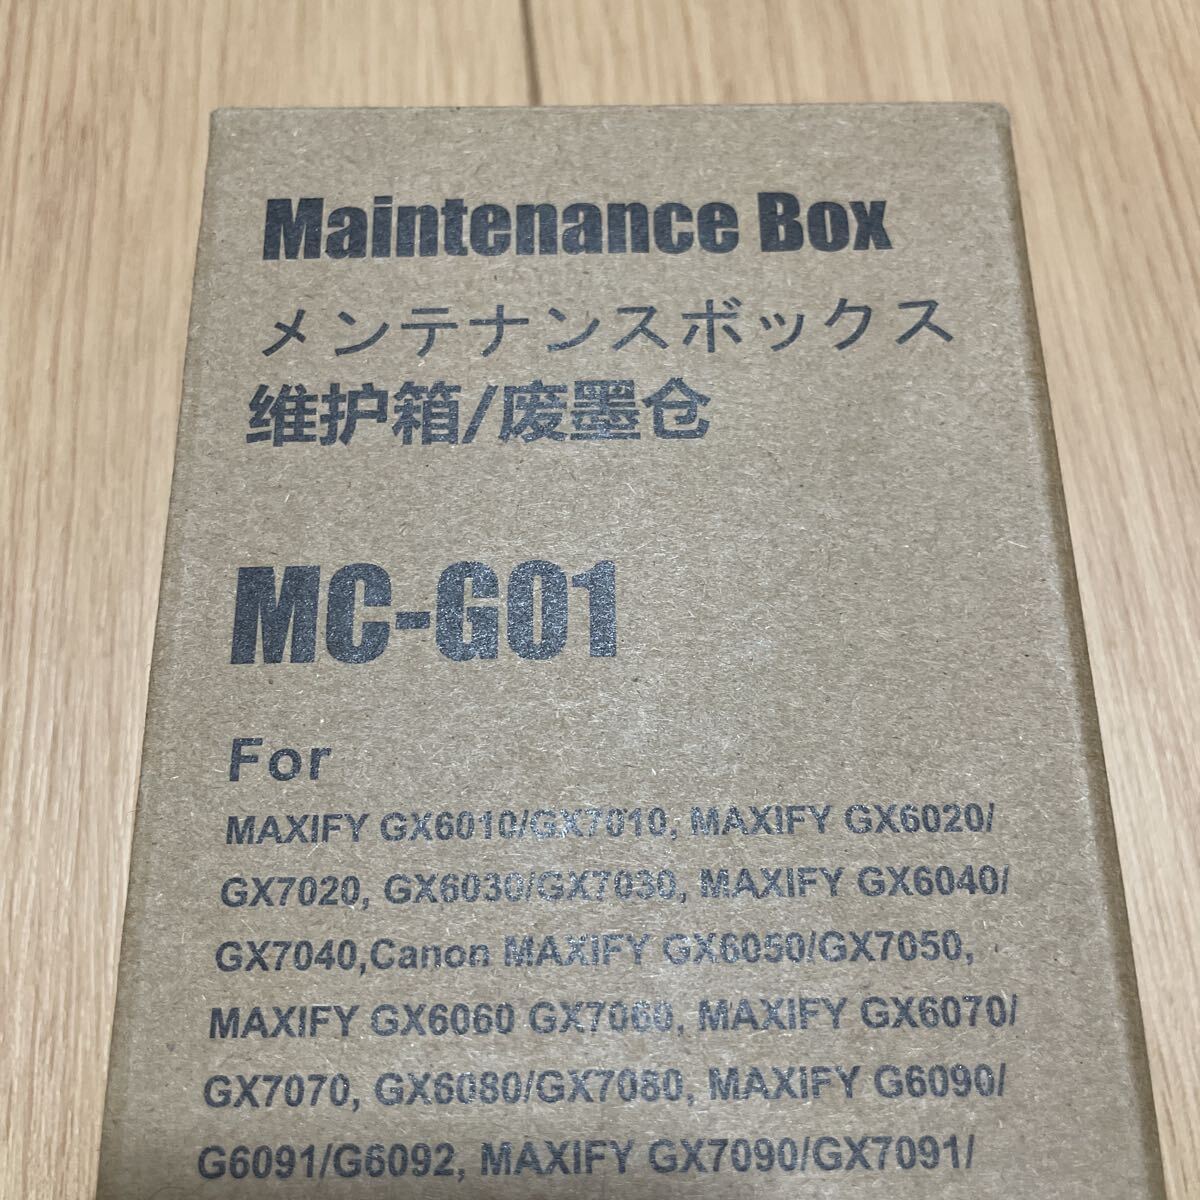 Maintenance Box
メンテナンスボックス
维护箱/废墨仓
MC-G01
For
MAXIFY GX6010/GX7010, MAXIFY GX6020/
GX7020, GX6030/GX7030, MAXIFY GX6040/
GX7040,Canon MAXIFY GX6050/GX7050,
MAXIFY GX6060 GX7060, MAXIFY GX6070/
GX7070, GX6080/GX7080, MAXIFY G6090/
G6091/G6092, MAXIFY GX7090/GX7091/